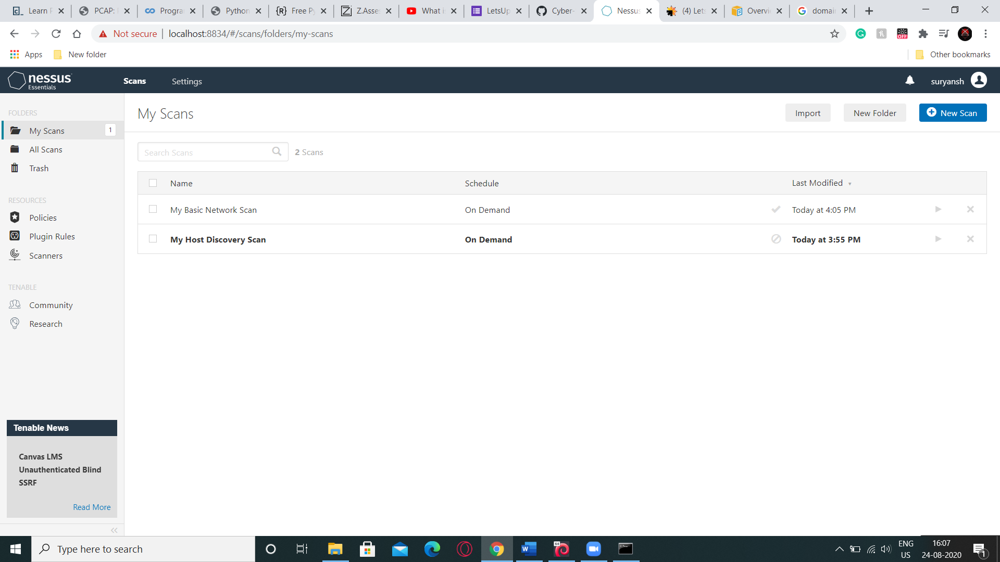 Learn
PCAP:
Progra
Python
Free Py
Z.Asse
What is
LetsUp
Cyber-
Nessus
(4) Lets
Overvi
domai
Not secure
localhost:8834/#/scans/folders/my-scans
OFF
Apps
New folder
Other bookmarks
nessus
Essentials
Scans
Settings
suryansh
FOLDERS
My Scans
1
All Scans
Trash
RESOURCES
Policies
Plugin Rules
Scanners
TENABLE
Community
Research
Tenable News
Canvas LMS
Unauthenticated Blind
SSRF
Read More
My Scans
Import
New Folder
New Scan
Search Scans
2 Scans
Name
Schedule
Last Modified
My Basic Network Scan
On Demand
Today at 4:05 PM
My Host Discovery Scan
On Demand
Today at 3:55 PM
Type here to search
64
ENG
US
16:07
24-08-2020
1